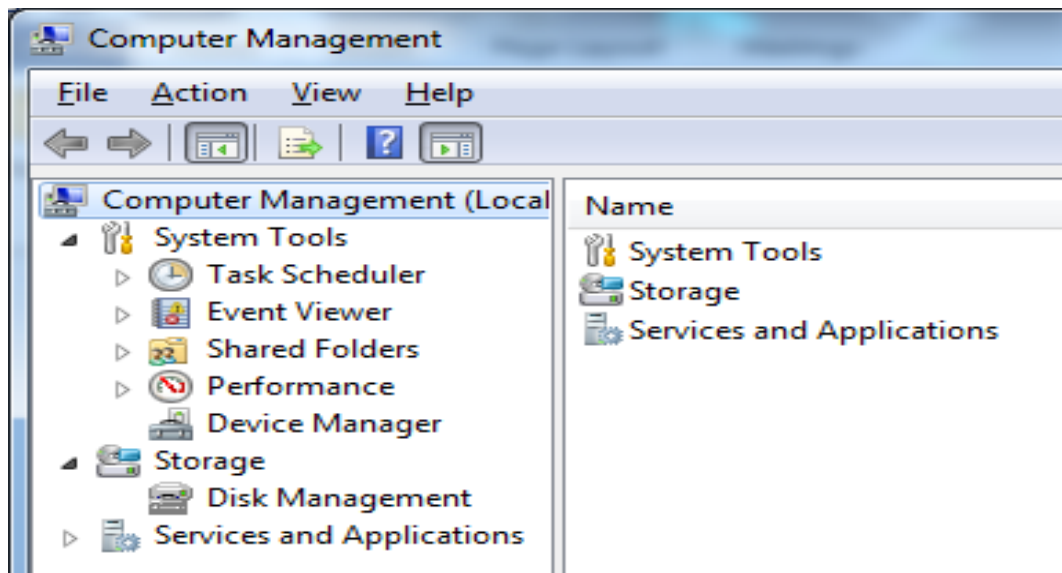 Computer Management
File Action View Help
Computer Management (Local
System Tools
Task Scheduler
Event Viewer
Shared Folders
Performance
Device Manager
Storage
Disk Management
Services and Applications
Name
System Tools
Storage
Services and Applications